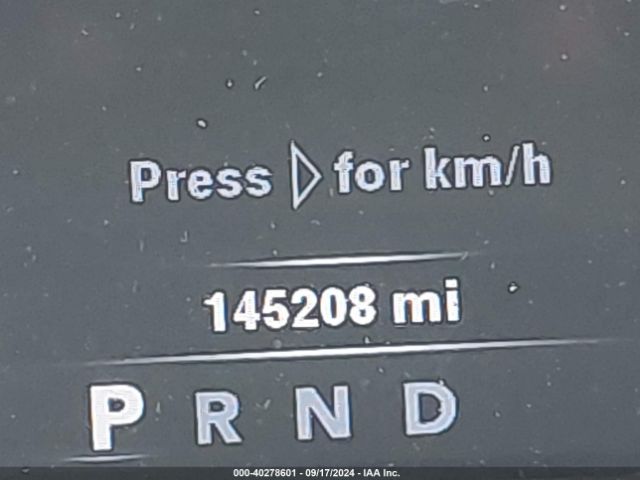 Press ▷ for km/h
145208 mi
P R N D
000-40278601 - 09/17/2024 - IAA Inc.